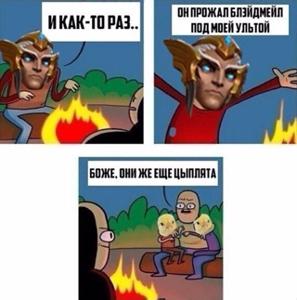 И КАК-ТО РАЗ..
ОН ПРОЖАЛ БЛЭЙДМЕЙЛ
ПОД МОЕЙ УЛЬТОЙ
БОЖЕ, ОНИ ЖЕ ЕЩЕ ЦЫПЛЯТА